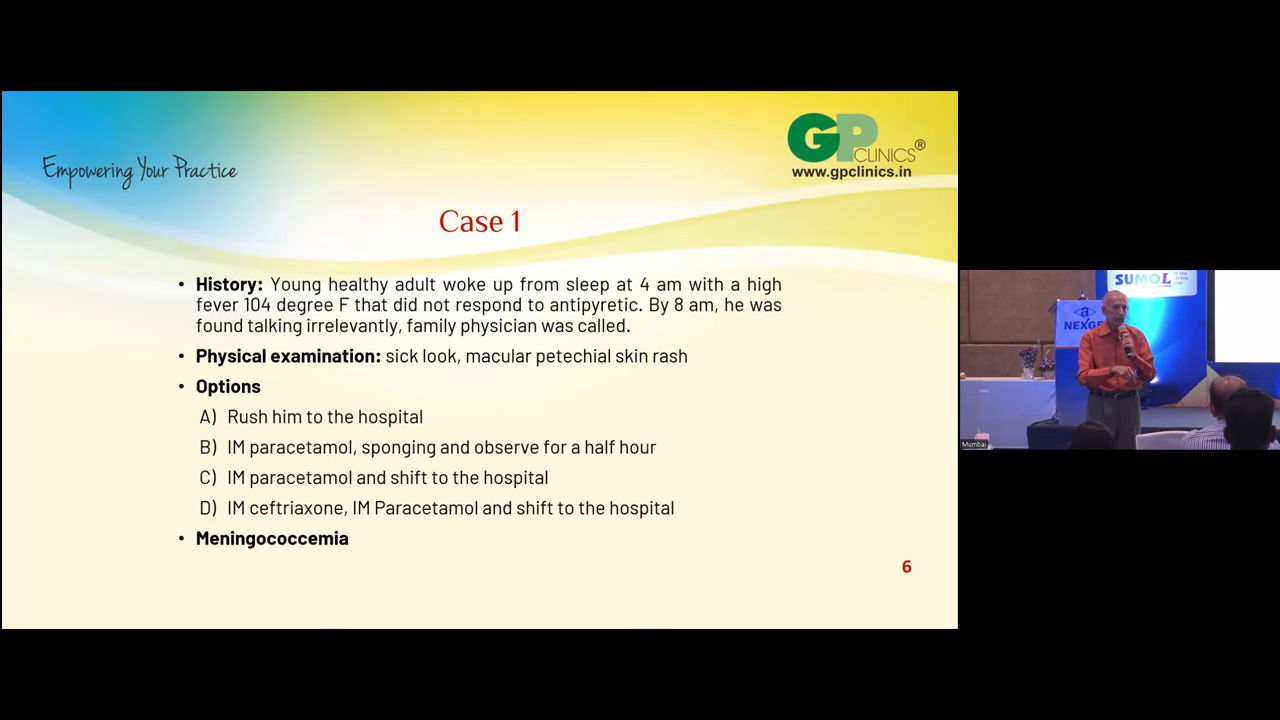 Empowering Your Practice
GP
CLINICS®
www.gpclinics.in
Case 1
• History: Young healthy adult woke up from sleep at 4 am with a high
fever 104 degree F that did not respond to antipyretic. By 8 am, he was
found talking irrelevantly, family physician was called.
• Physical examination: sick look, macular petechial skin rash
• Options
A) Rush him to the hospital
B) IM paracetamol, sponging and observe for a half hour
C) IM paracetamol and shift to the hospital
D) IM ceftriaxone, IM Paracetamol and shift to the hospital
• Meningococcemia
6
SUMOL
a
NEXGE
Mumbai